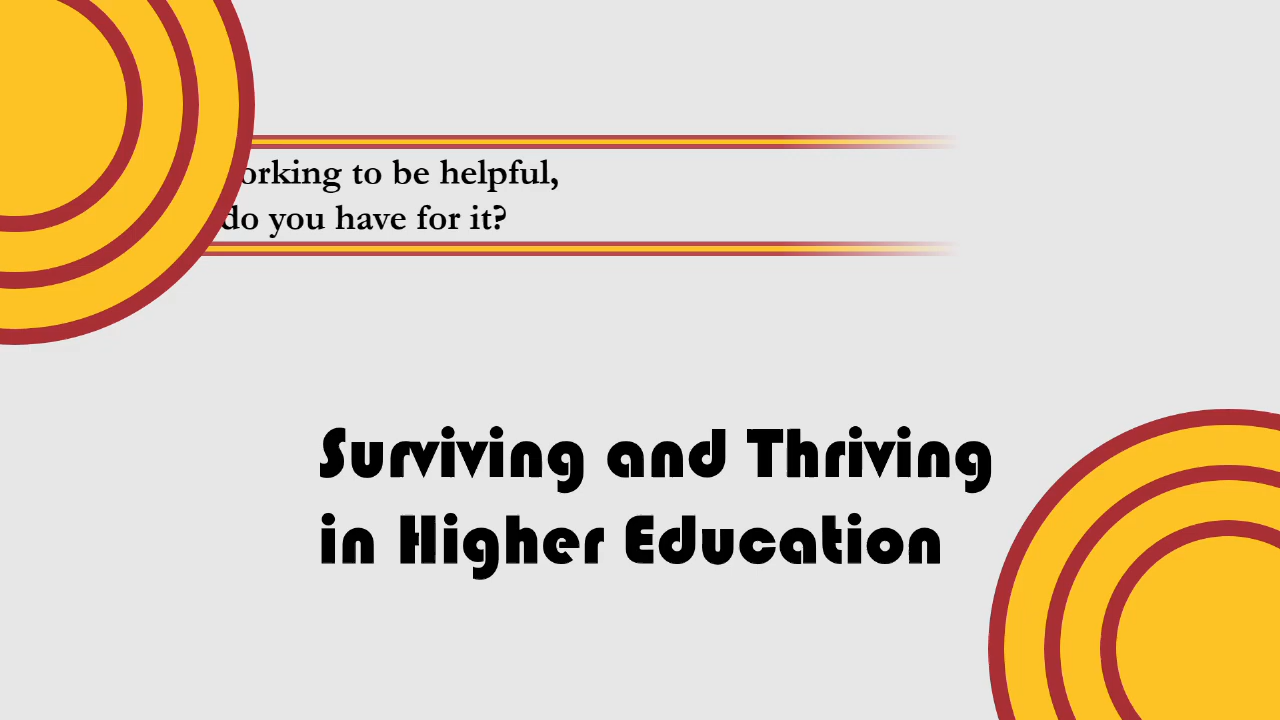 orking to be helpful,
do you have for it?
Surviving and Thriving
in Higher Education